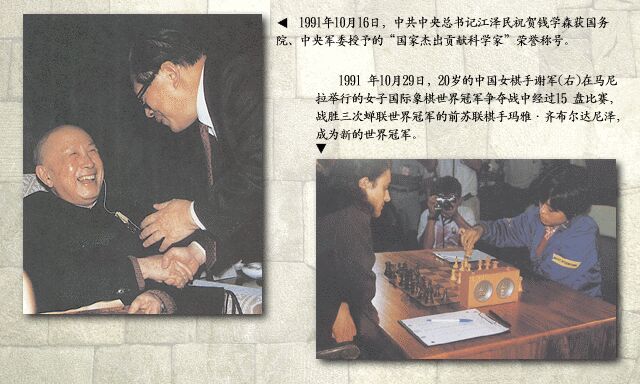 ◀ 1991年10月16日，中共中央总书记江泽民祝贺钱学森获国务
院、中央军委授予的“国家杰出贡献科学家”荣誉称号。
1991 年10月29日，20岁的中国女棋手谢军(右)在马尼
拉举行的女子国际象棋世界冠军争夺战中经过15 盘比赛，
战胜三次蝉联世界冠军的前苏联棋手玛雅·齐布尔达尼泽，
成为新的世界冠军。
▼